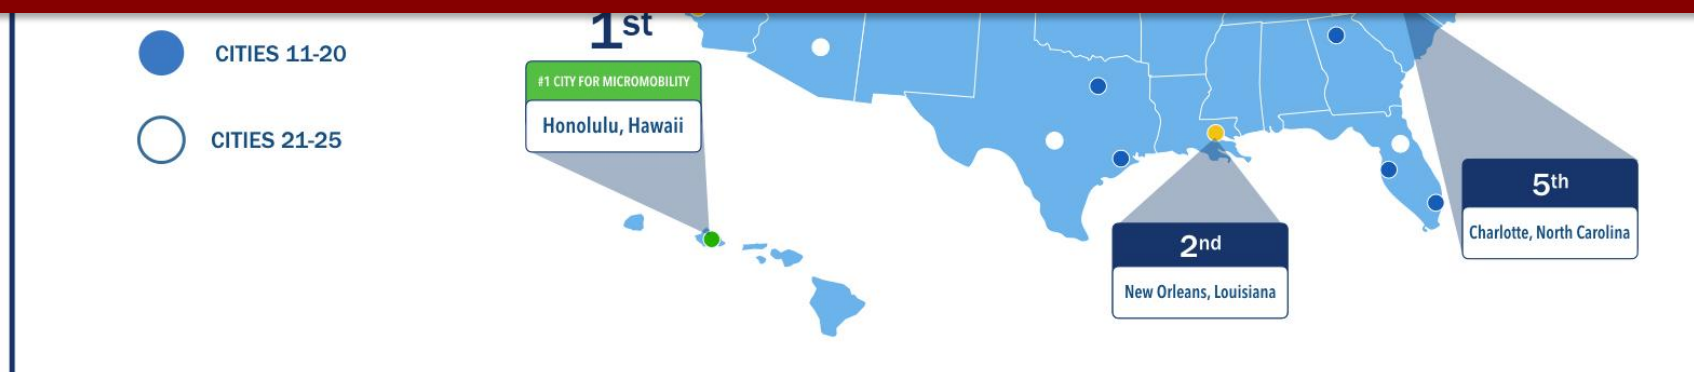 1st
CITIES 11-20
#1 CITY FOR MICROMOBILITY
Honolulu, Hawaii
CITIES 21-25
5th
Charlotte, North Carolina
2nd
New Orleans, Louisiana